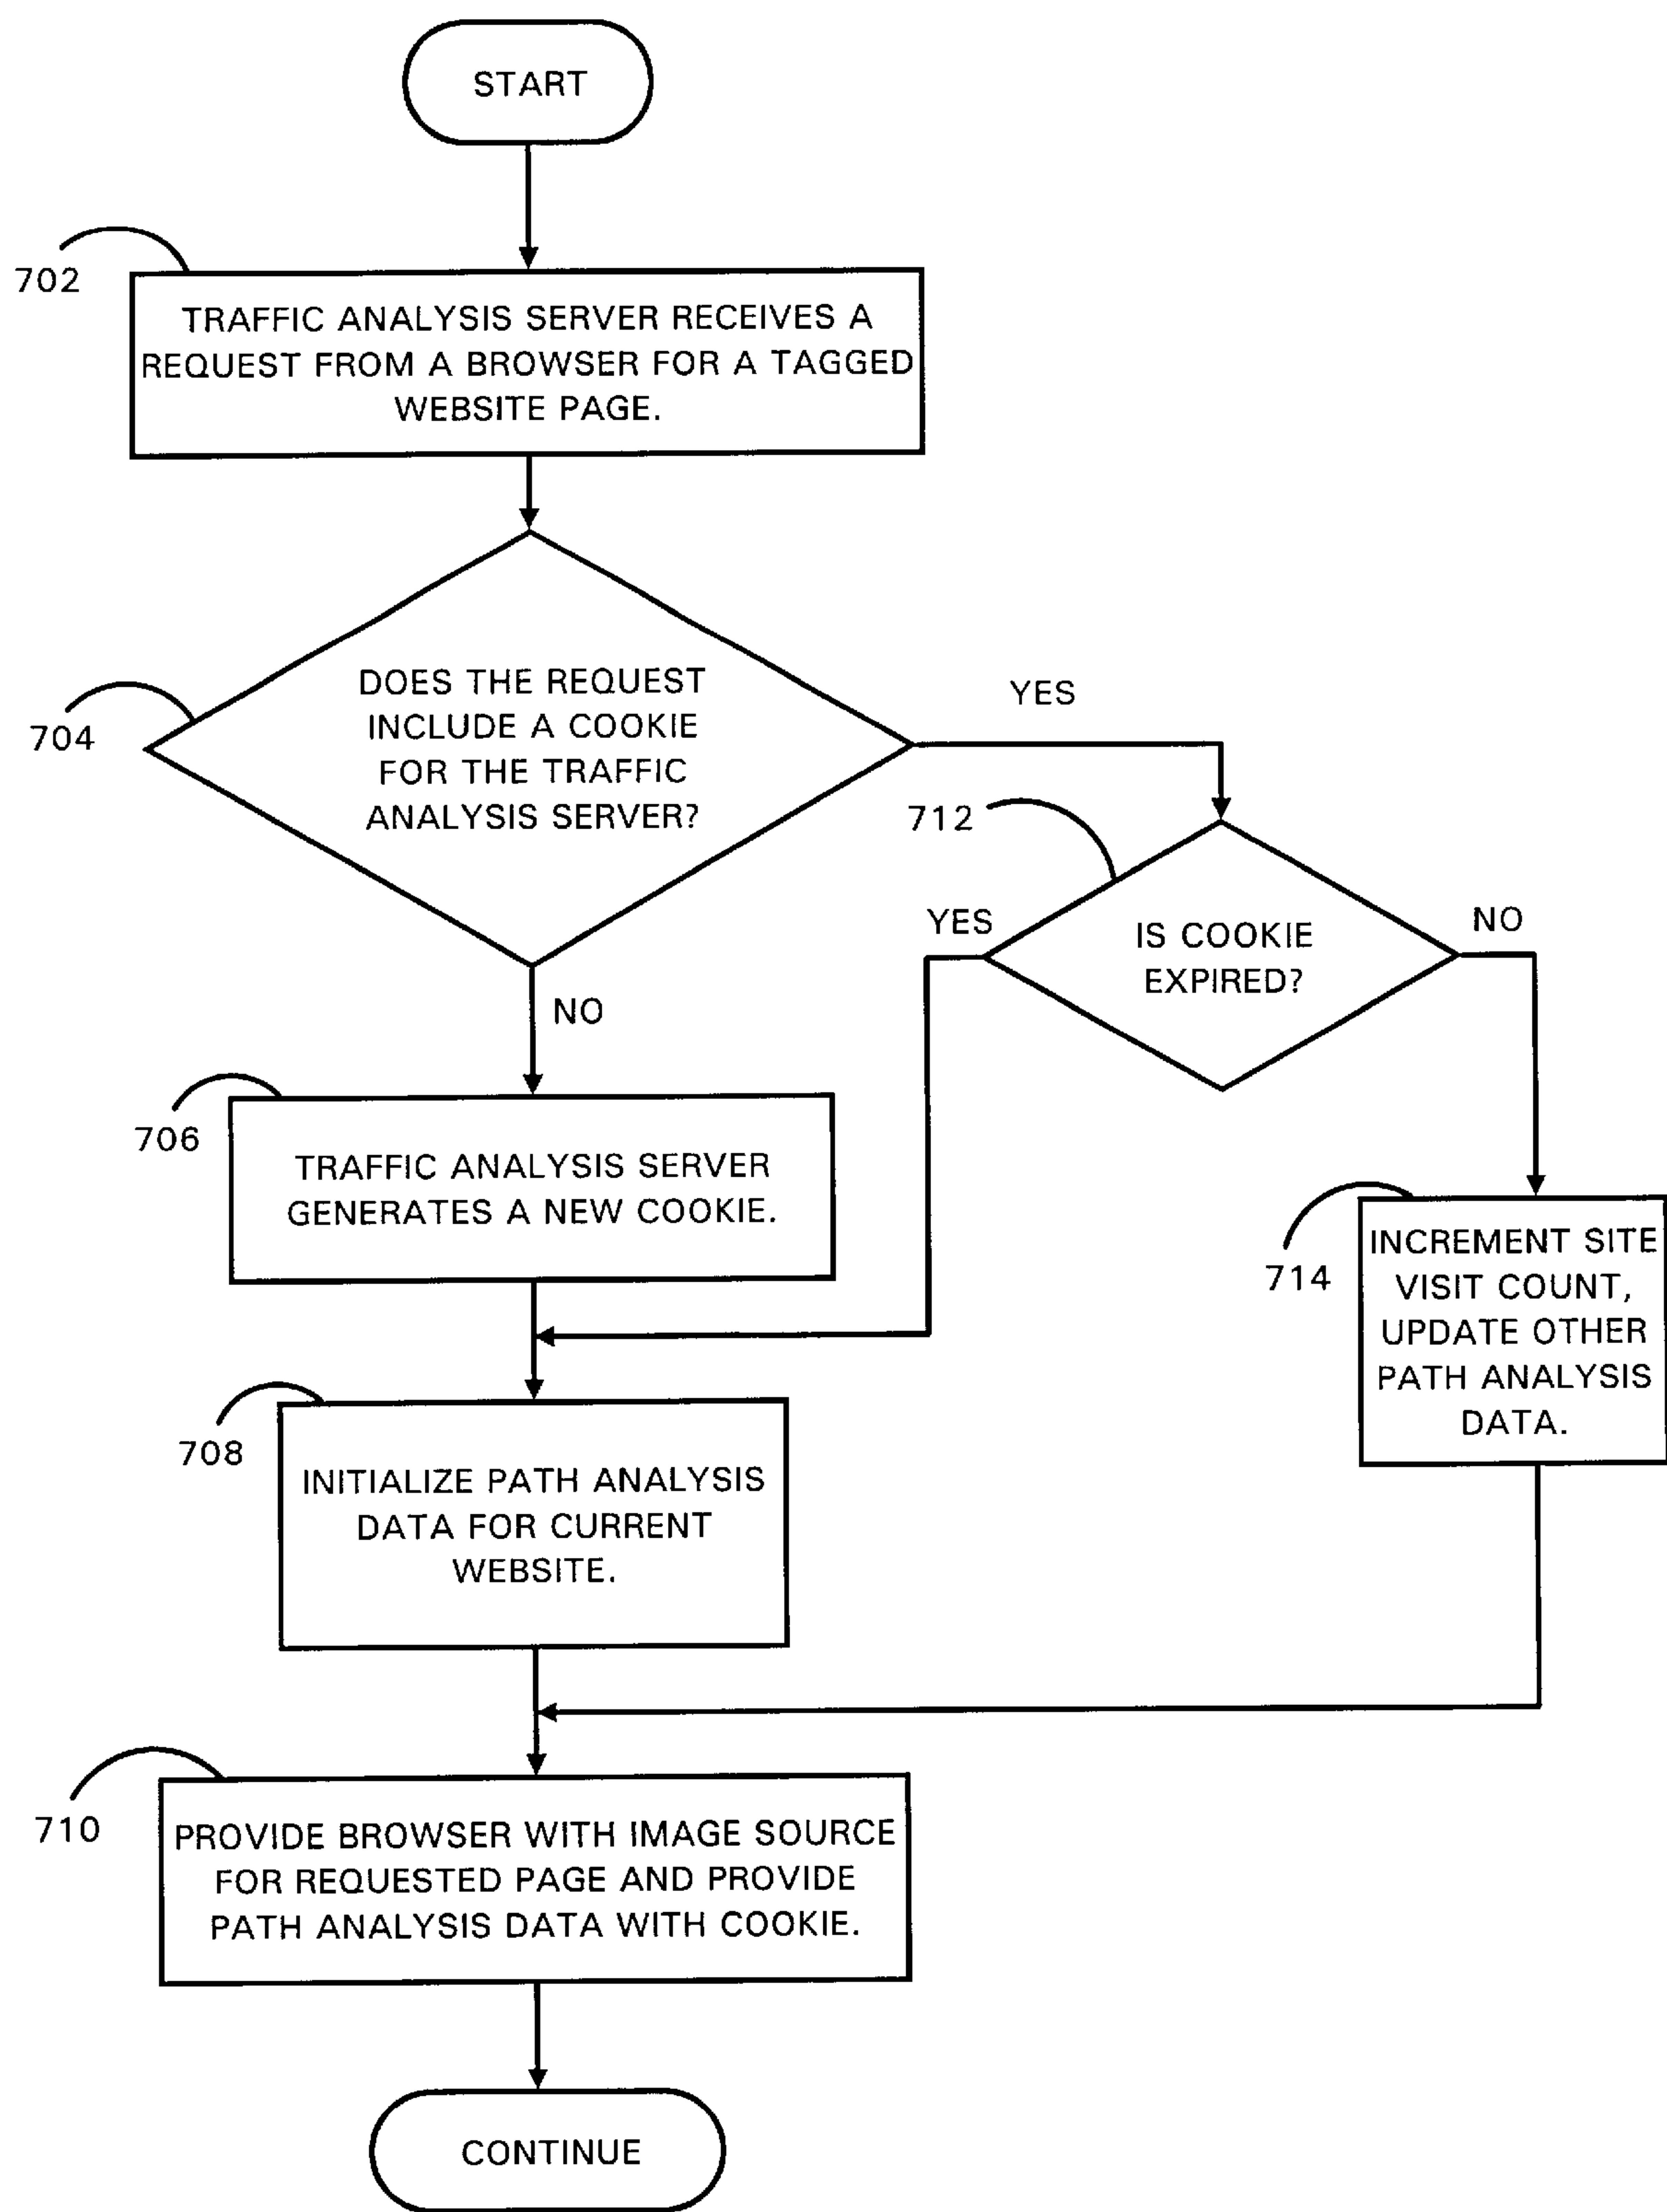 START
702
TRAFFIC ANALYSIS SERVER RECEIVES A
REQUEST FROM A BROWSER FOR A TAGGED
WEBSITE PAGE.
704
DOES THE REQUEST
INCLUDE A COOKIE
FOR THE TRAFFIC
ANALYSIS SERVER?
YES
712
IS COOKIE
EXPIRED?
YES
NO
NO
706
TRAFFIC ANALYSIS SERVER
GENERATES A NEW COOKIE.
714
INCREMENT SITE
VISIT COUNT,
UPDATE OTHER
PATH ANALYSIS
DATA.
708
INITIALIZE PATH ANALYSIS
DATA FOR CURRENT
WEBSITE.
710
PROVIDE BROWSER WITH IMAGE SOURCE
FOR REQUESTED PAGE AND PROVIDE
PATH ANALYSIS DATA WITH COOKIE.
CONTINUE